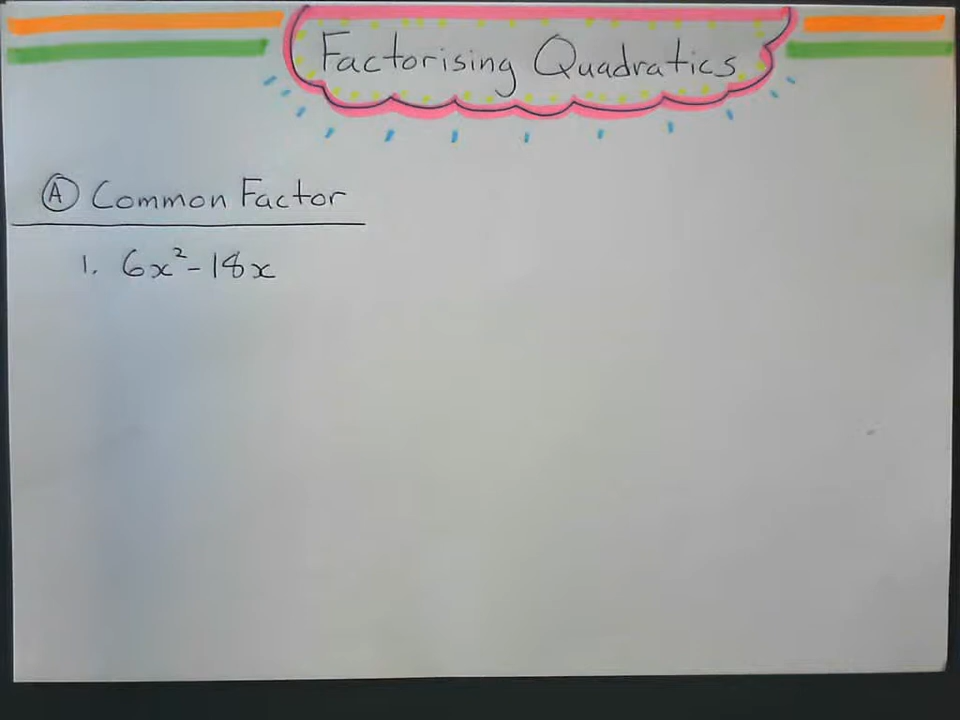 Factorising Quadratics
Ⓐ Common Factor
1. 6x² - 18x